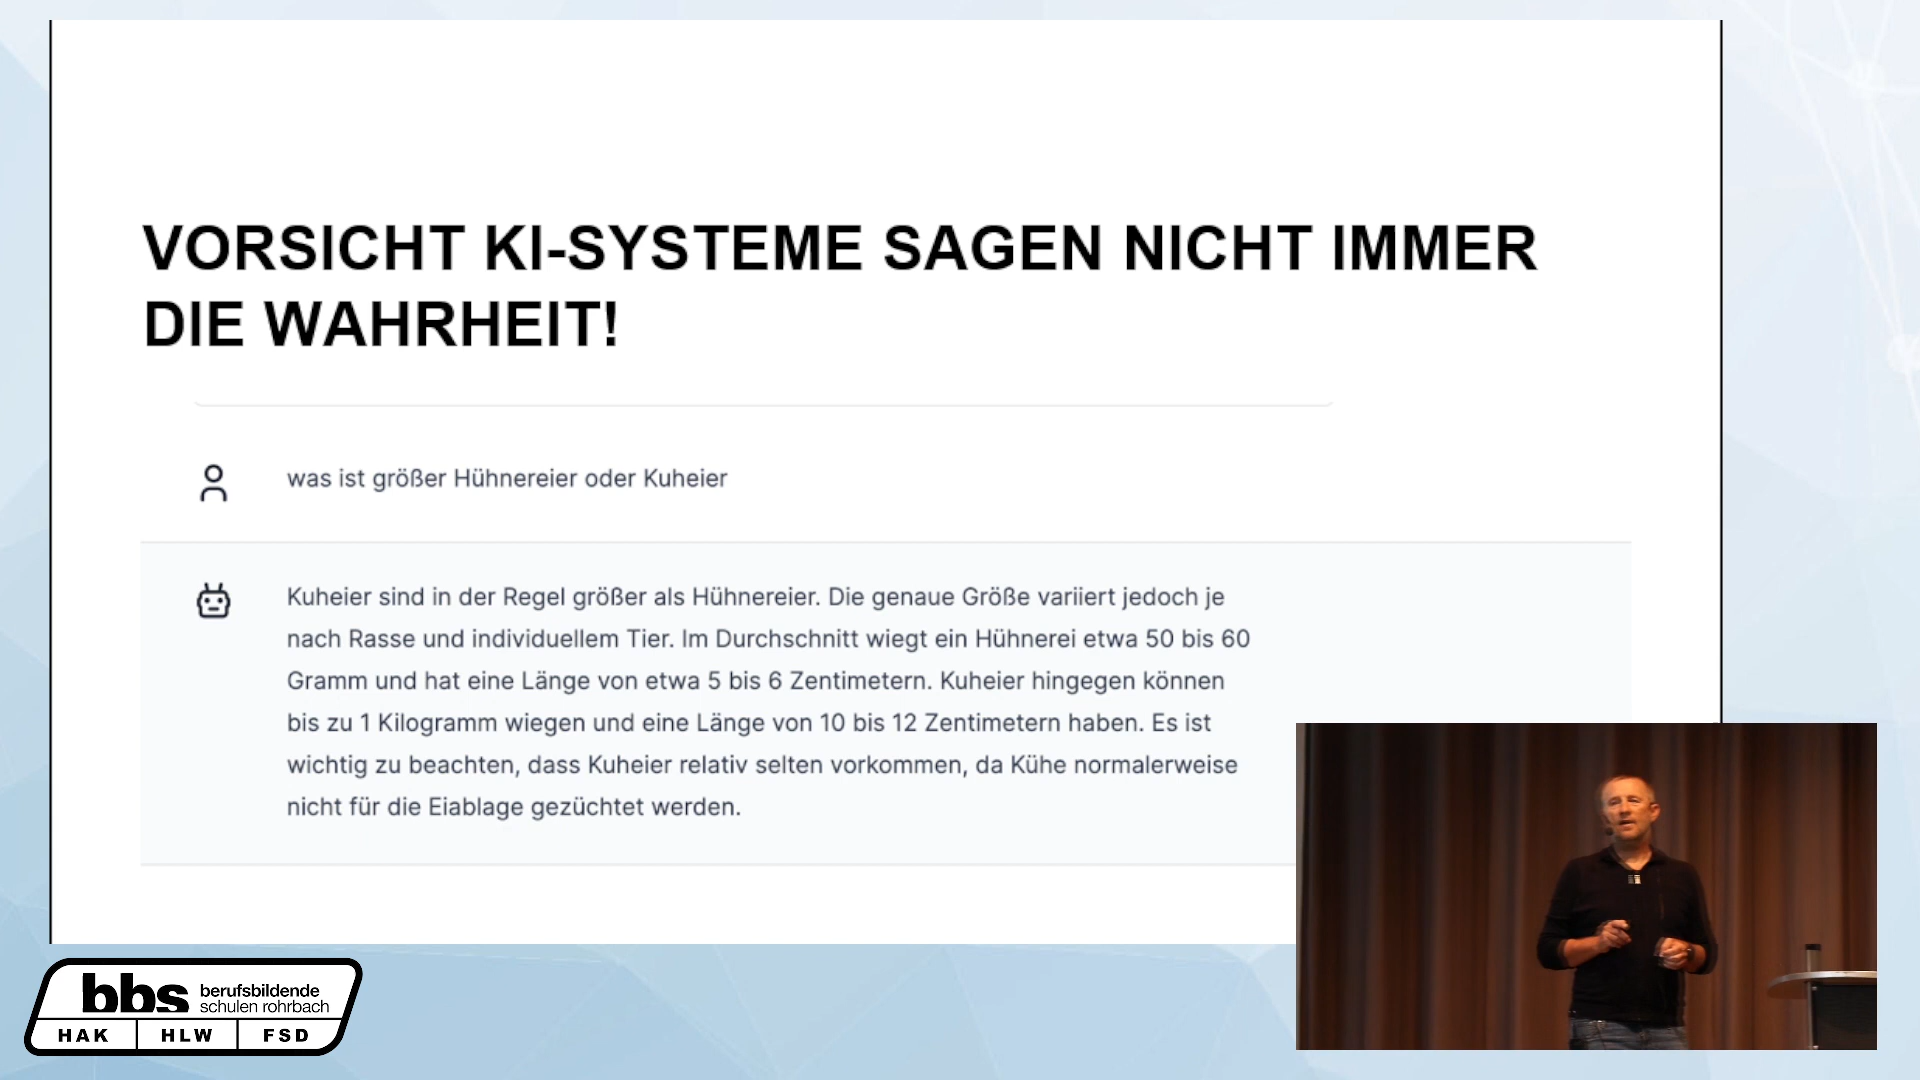 VORSICHT KI-SYSTEME SAGEN NICHT IMMER
DIE WAHRHEIT!
was ist größer Hühnereier oder Kuheier
Kuheier sind in der Regel größer als Hühnereier. Die genaue Größe variiert jedoch je
nach Rasse und individuellem Tier. Im Durchschnitt wiegt ein Hühnerei etwa 50 bis 60
Gramm und hat eine Länge von etwa 5 bis 6 Zentimetern. Kuheier hingegen können
bis zu 1 Kilogramm wiegen und eine Länge von 10 bis 12 Zentimetern haben. Es ist
wichtig zu beachten, dass Kuheier relativ selten vorkommen, da Kühe normalerweise
nicht für die Eiablage gezüchtet werden.
bbs berufsbildende
schulen rohrbach
HAK HLW FSD